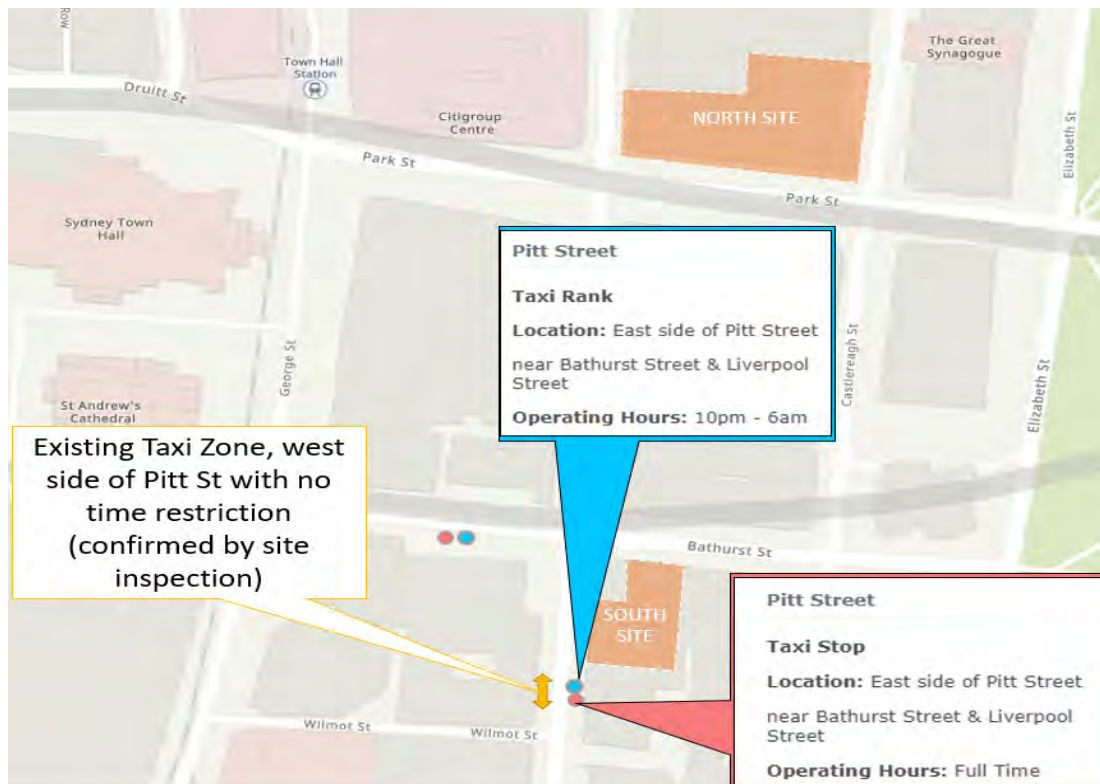 Row
Town Hall
Station
The Great
Synagogue
Druitt St
Citigroup
Centre
NORTH SITE
Elizabeth St
Park St
Park St
Sydney Town
Hall
Pitt Street
Taxi Rank
Location: East side of Pitt Street
near Bathurst Street & Liverpool
Street
Operating Hours: 10pm - 6am
George St
Castlereagh St
Elizabeth St
St Andrew's
Cathedral
Existing Taxi Zone, west
side of Pitt St with no
time restriction
(confirmed by site
inspection)
Bathurst St
SOUTH
SITE
Pitt Street
Taxi Stop
Location: East side of Pitt Street
near Bathurst Street & Liverpool
Street
Operating Hours: Full Time
Wilmot St
Wilmot St